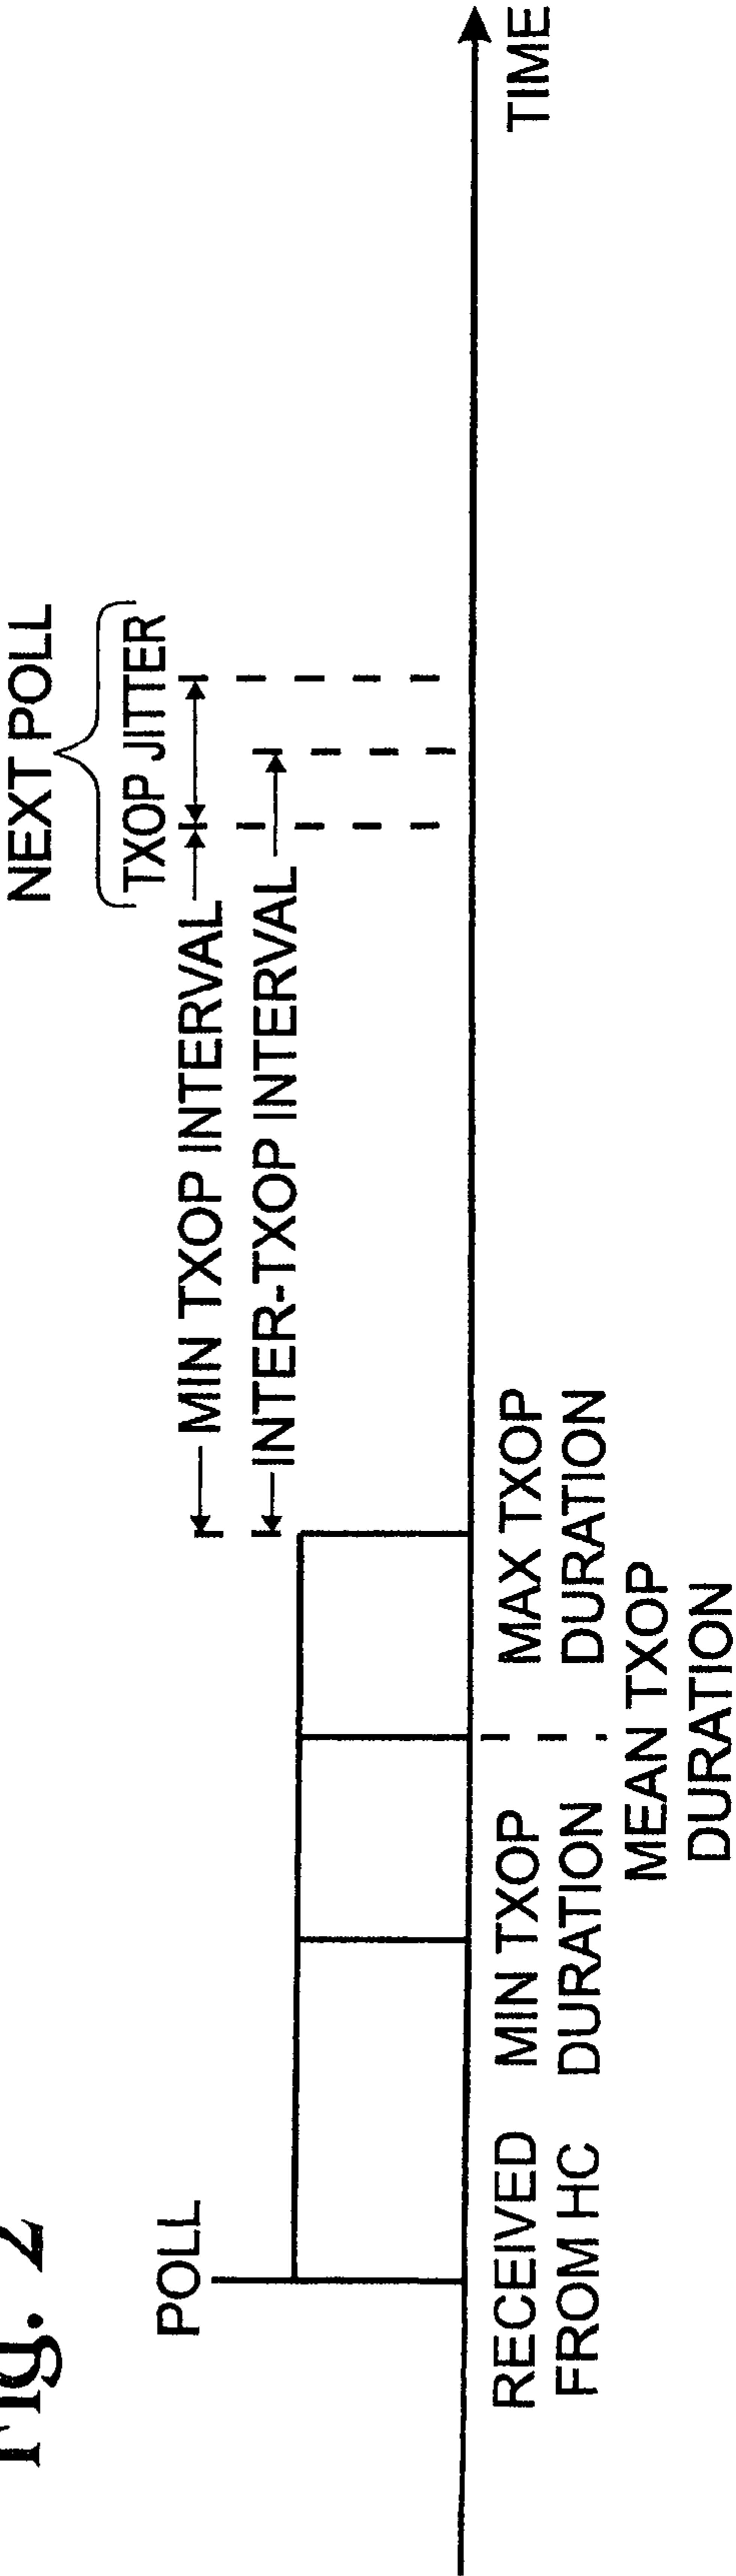 Fig. 2
NEXT POLL
TXOP JITTER
POLL
MIN TXOP INTERVAL
INTER-TXOP INTERVAL
RECEIVED
FROM HC
MIN TXOP
DURATION
MEAN TXOP
DURATION
MAX TXOP
DURATION
TIME